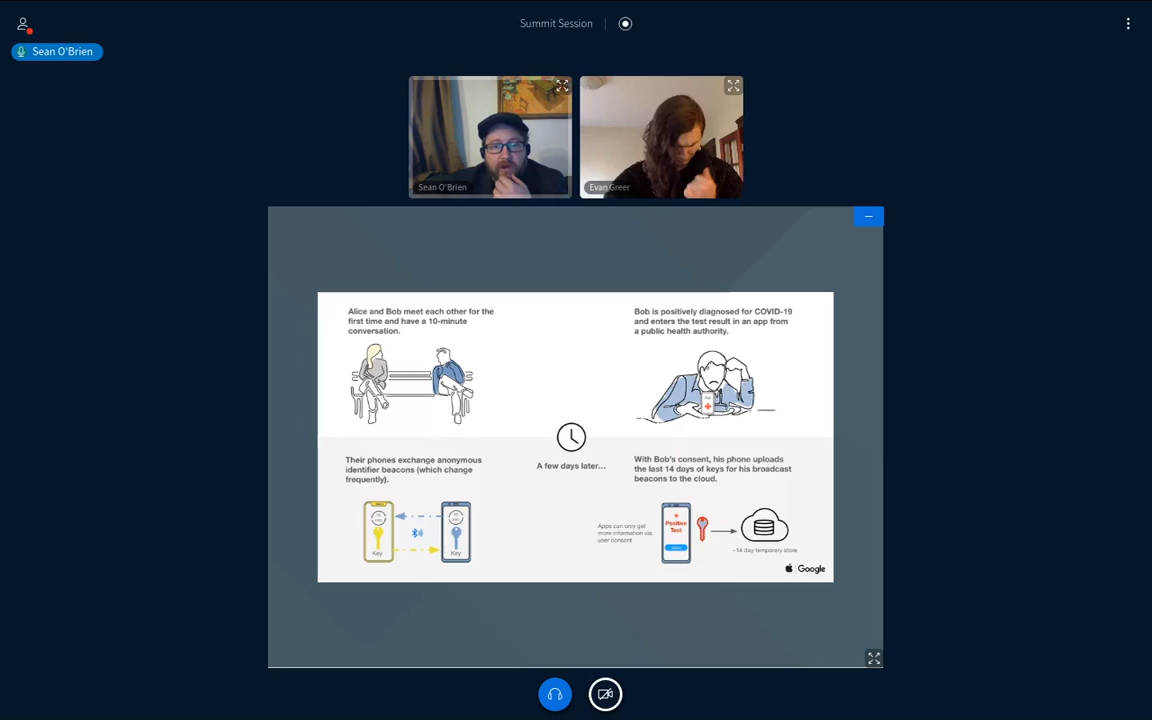 Summit Session
Sean O'Brien
Sean O'Brien
Evan Greer
Alice and Bob meet each other for the
first time and have a 10-minute
conversation.
Bob is positively diagnosed for COVID-19
and enters the test result in an app from
a public health authority.
App
A few days later...
Their phones exchange anonymous
identifier beacons (which change
frequently).
Key
Key
With Bob's consent, his phone uploads
the last 14 days of keys for his broadcast
beacons to the cloud.
Apps can only get
more information via
user consent
Positive
Test
~14 day temporary store
Google